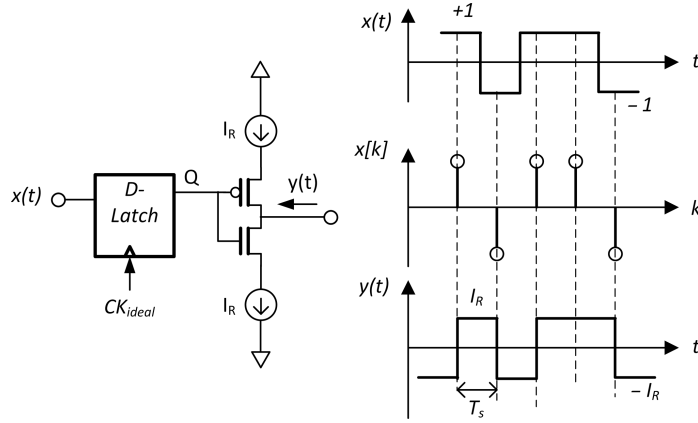 x(t)
D-
Latch
Q
CK_ideal
I_R
y(t)
I_R
x(t)
+1
t
− 1
x[k]
k
y(t)
I_R
t
T_s
− I_R